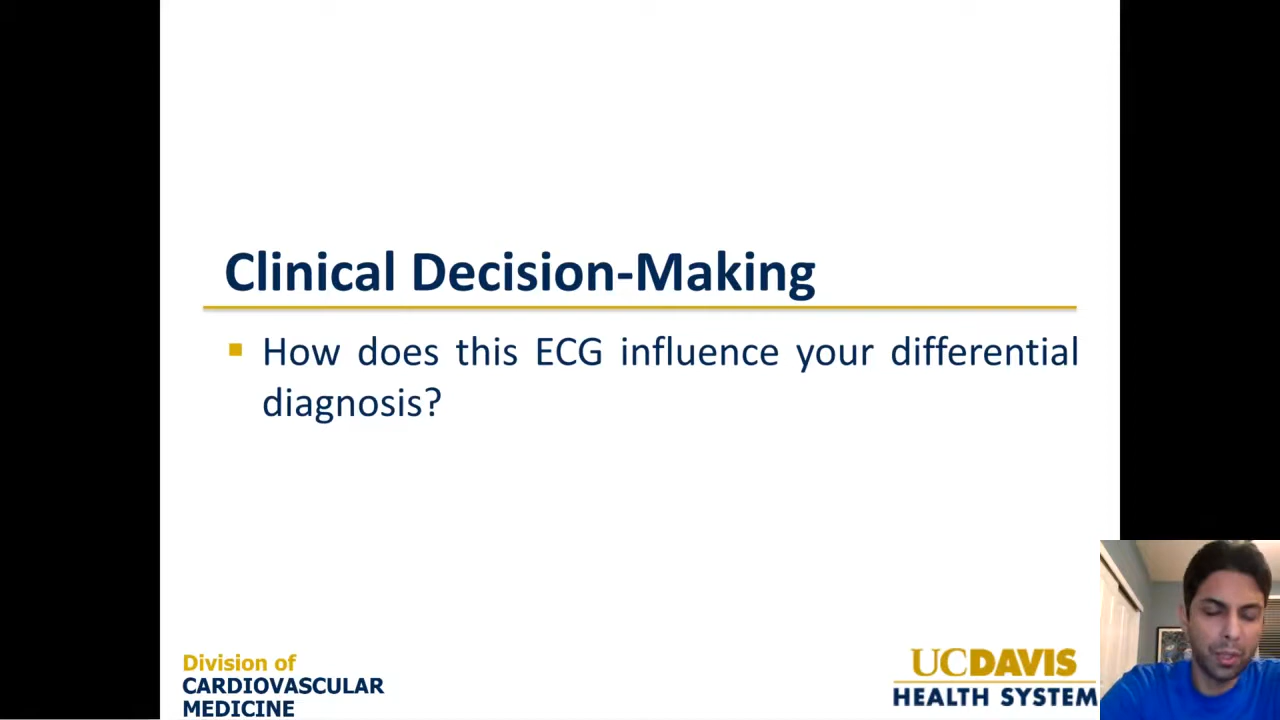 Clinical Decision-Making
How does this ECG influence your differential
diagnosis?
Division of
CARDIOVASCULAR
MEDICINE
UCDAVIS
HEALTH SYSTEM